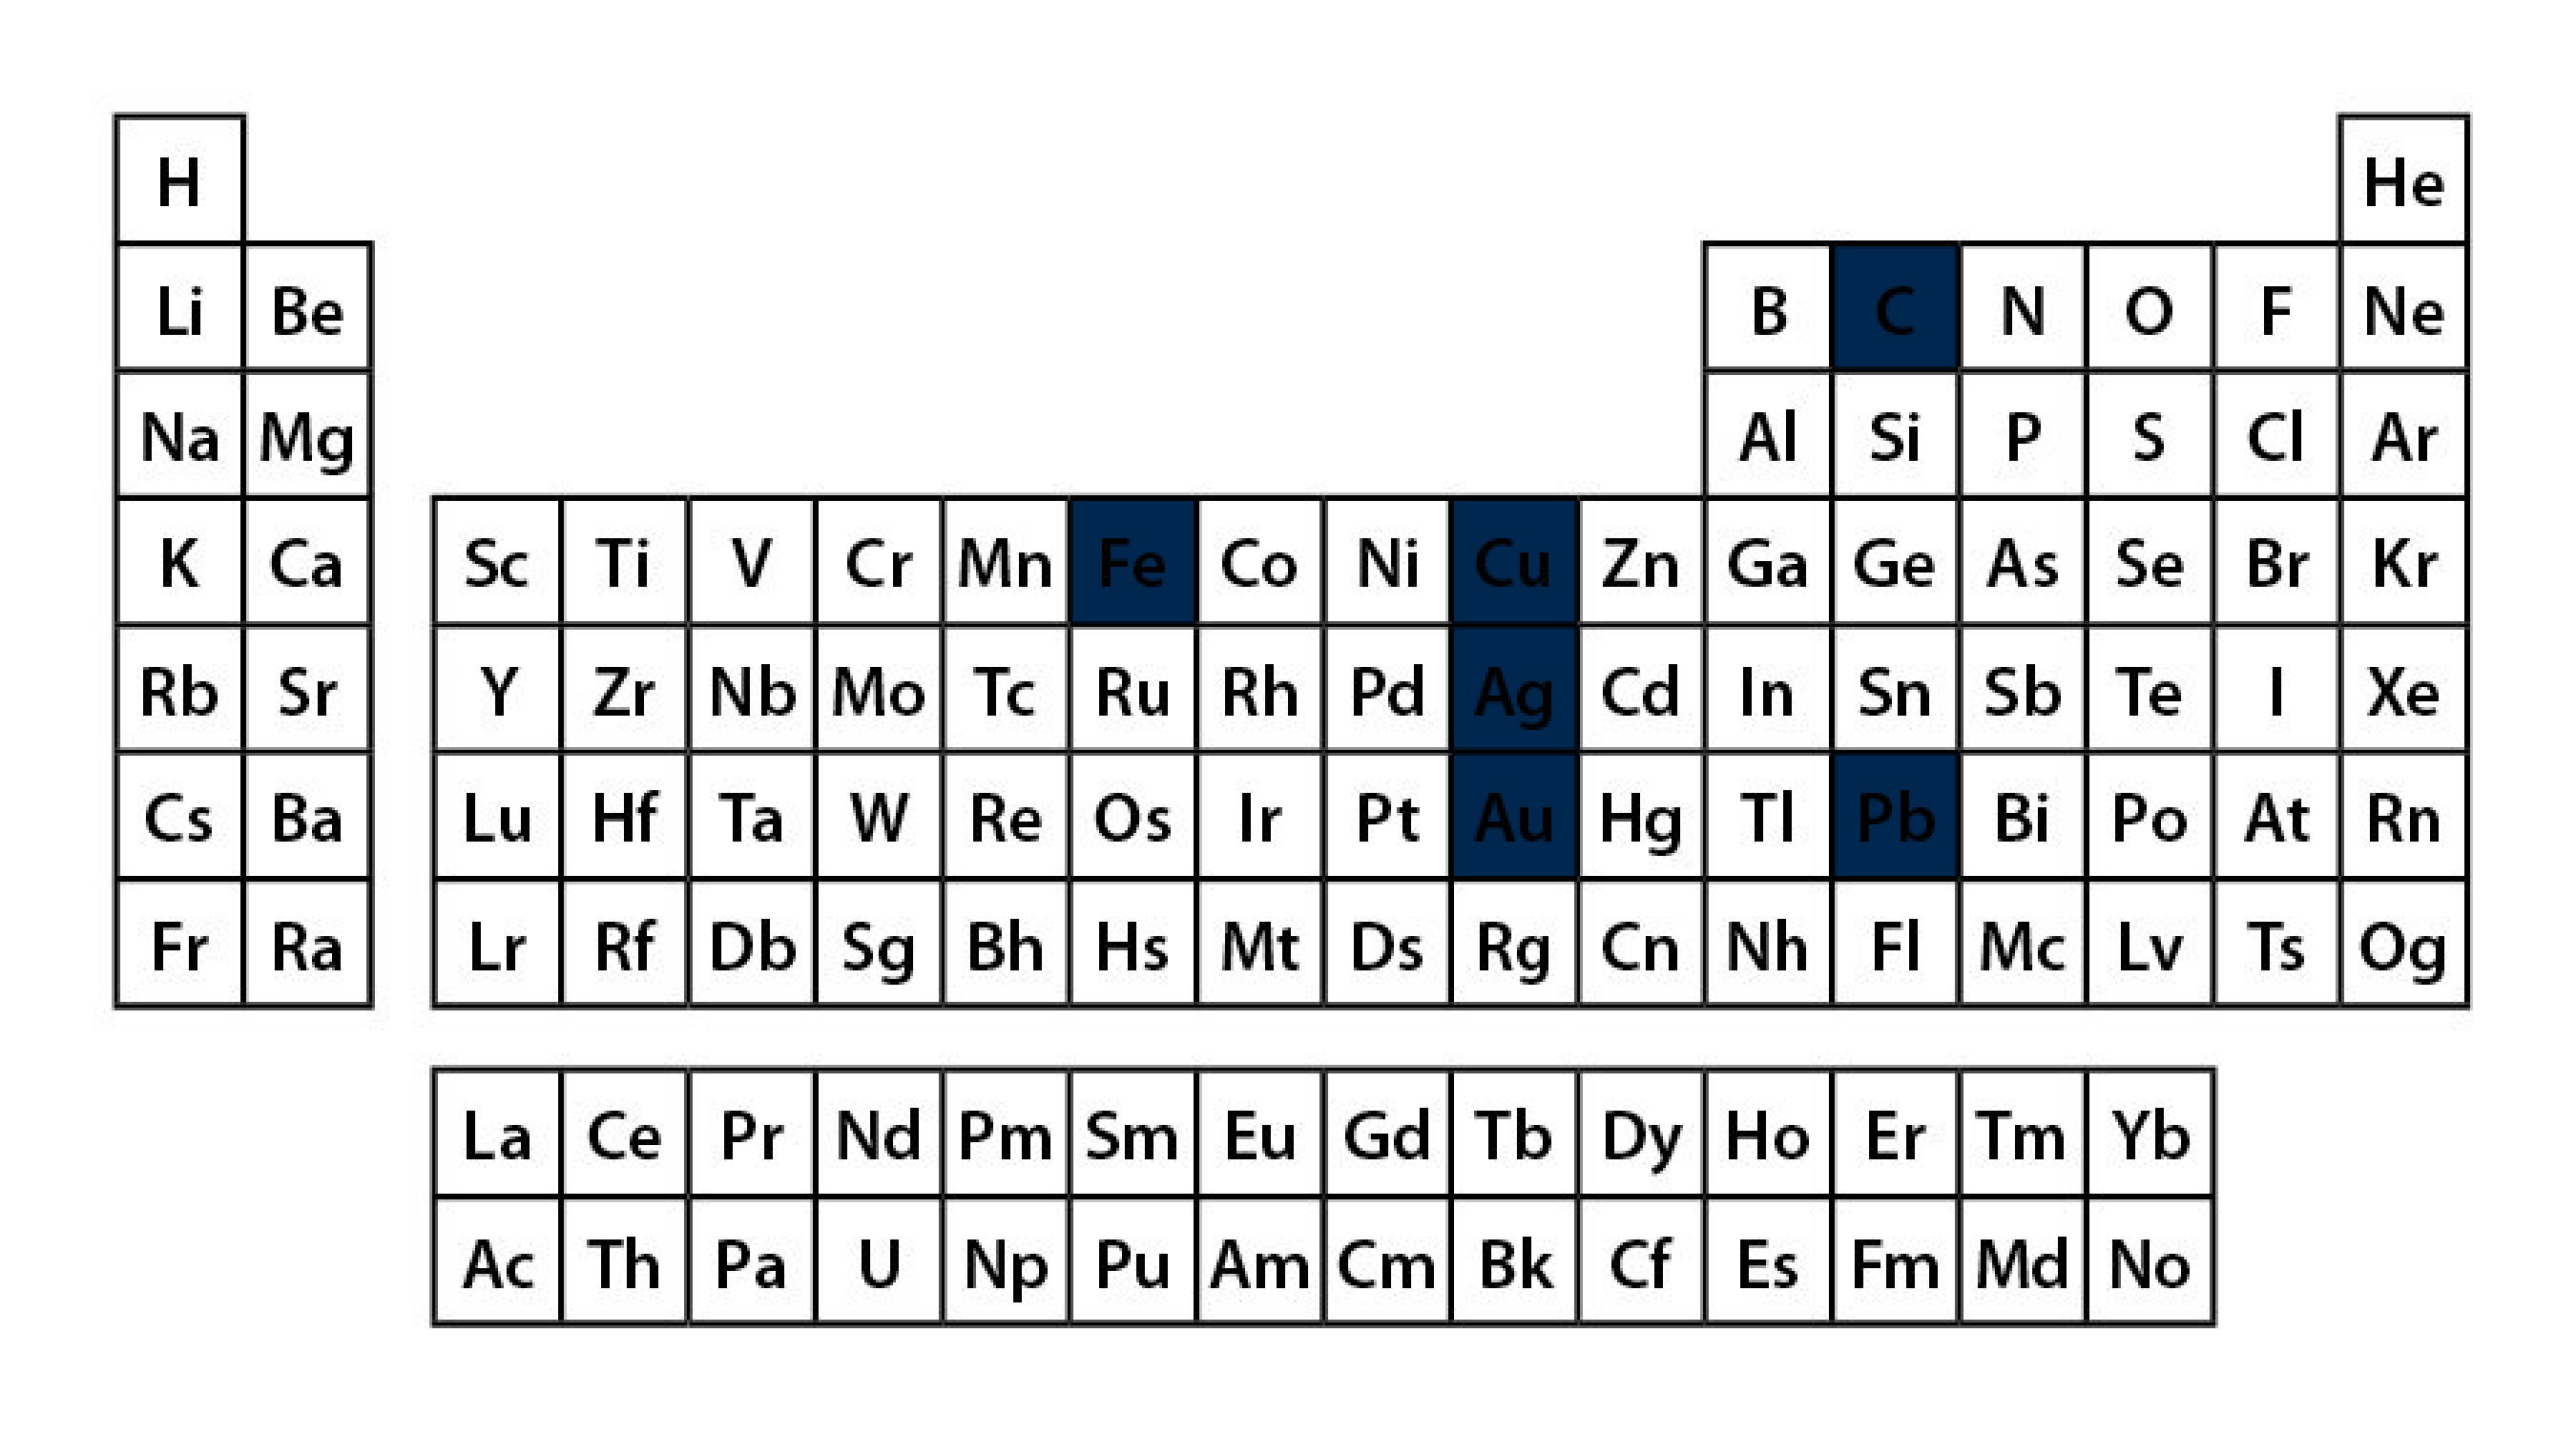 H He
Li Be B C N O F Ne
Na Mg Al Si P S Cl Ar
K Ca Sc Ti V Cr Mn Fe Co Ni Cu Zn Ga Ge As Se Br Kr
Rb Sr Y Zr Nb Mo Tc Ru Rh Pd Ag Cd In Sn Sb Te I Xe
Cs Ba Lu Hf Ta W Re Os Ir Pt Au Hg Tl Pb Bi Po At Rn
Fr Ra Lr Rf Db Sg Bh Hs Mt Ds Rg Cn Nh Fl Mc Lv Ts Og
La Ce Pr Nd Pm Sm Eu Gd Tb Dy Ho Er Tm Yb
Ac Th Pa U Np Pu Am Cm Bk Cf Es Fm Md No